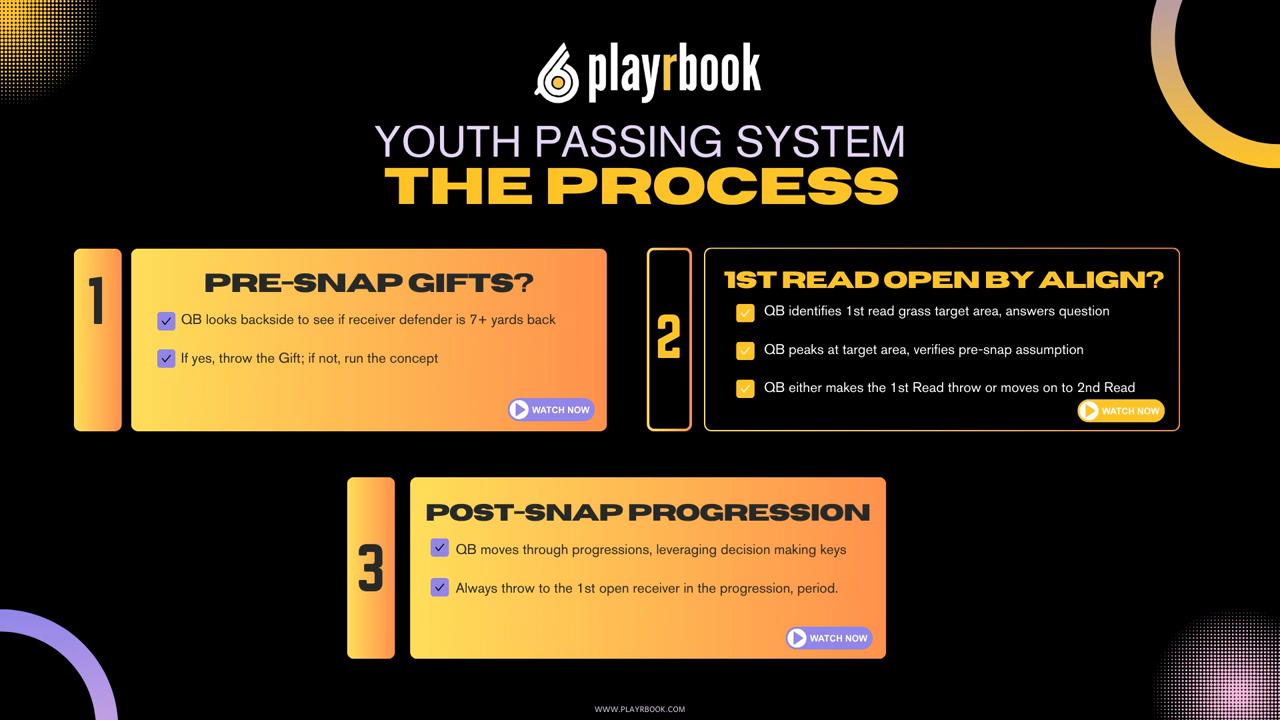 playrbook
YOUTH PASSING SYSTEM
THE PROCESS
1
PRE-SNAP GIFTS?
QB looks backside to see if receiver defender is 7+ yards back
If yes, throw the Gift; if not, run the concept
WATCH NOW
2
1ST READ OPEN BY ALIGN?
QB identifies 1st read grass target area, answers question
QB peaks at target area, verifies pre-snap assumption
QB either makes the 1st Read throw or moves on to 2nd Read
WATCH NOW
3
POST-SNAP PROGRESSION
QB moves through progressions, leveraging decision making keys
Always throw to the 1st open receiver in the progression, period.
WATCH NOW
WWW.PLAYRBOOK.COM